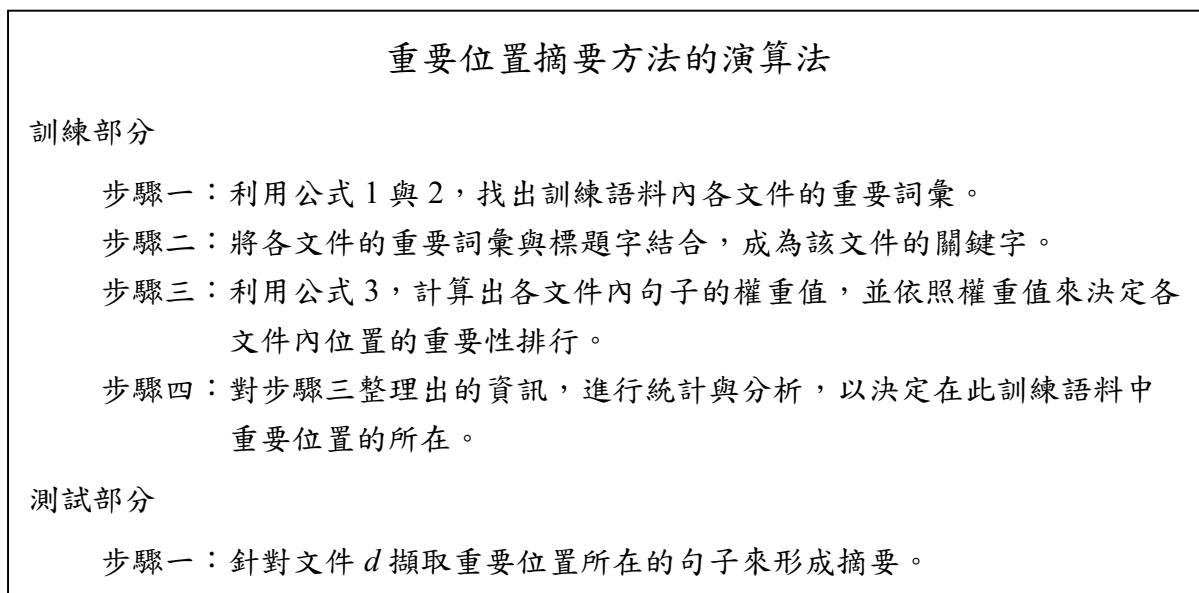 重要位置摘要方法的演算法
訓練部分
步驟一：利用公式 1 與 2，找出訓練語料內各文件的重要詞彙。
步驟二：將各文件的重要詞彙與標題字結合，成為該文件的關鍵字。
步驟三：利用公式 3，計算出各文件內句子的權重值，並依照權重值來決定各
文件內位置的重要性排行。
步驟四：對步驟三整理出的資訊，進行統計與分析，以決定在此訓練語料中
重要位置的所在。
測試部分
步驟一：針對文件 d 擷取重要位置所在的句子來形成摘要。